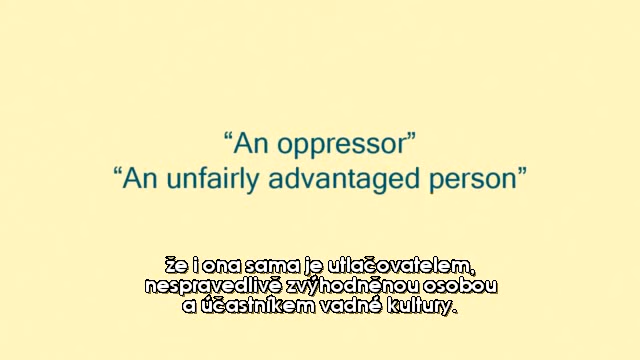 “An oppressor”
“An unfairly advantaged person”
že i ona sama je utlačovatelem,
nespravedlivě zvýhodněnou osobou
a účastníkem vadné kultury.